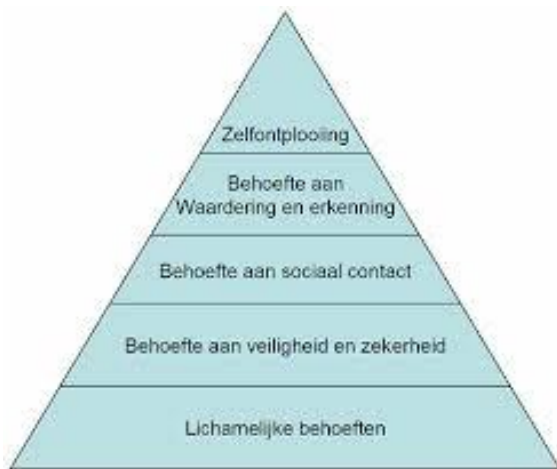 Zelfontplooiing
Behoefte aan
Waardering en erkenning
Behoefte aan sociaal contact
Behoefte aan veiligheid en zekerheid
Lichamelijke behoeften